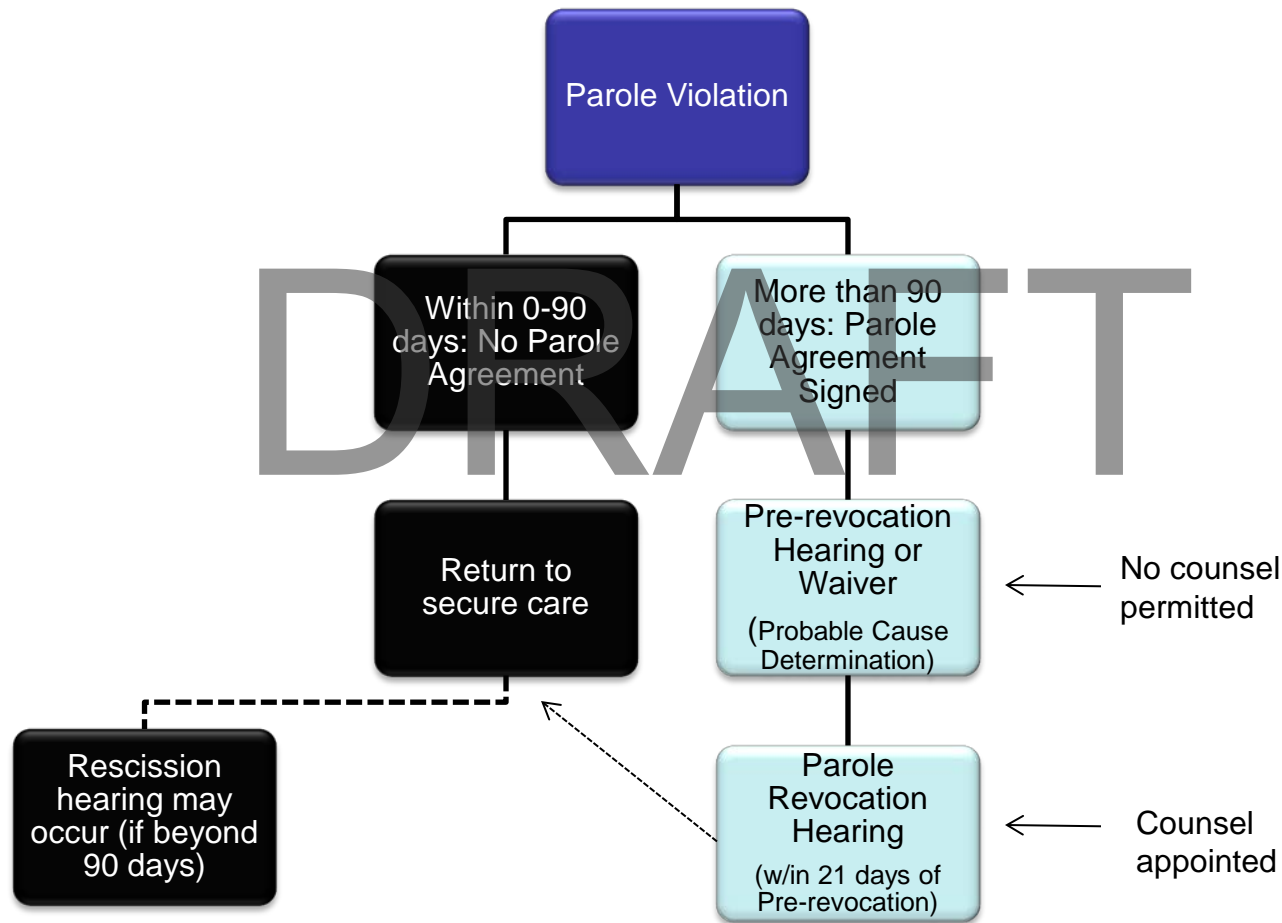 Parole Violation
Within 0-90
days: No Parole
Agreement
More than 90
days: Parole
Agreement
Signed
DRAFT
Return to
secure care
Pre-revocation
Hearing or
Waiver
(Probable Cause
Determination)
No counsel
permitted
Rescission
hearing may
occur (if beyond
90 days)
Parole
Revocation
Hearing
(w/in 21 days of
Pre-revocation)
Counsel
appointed